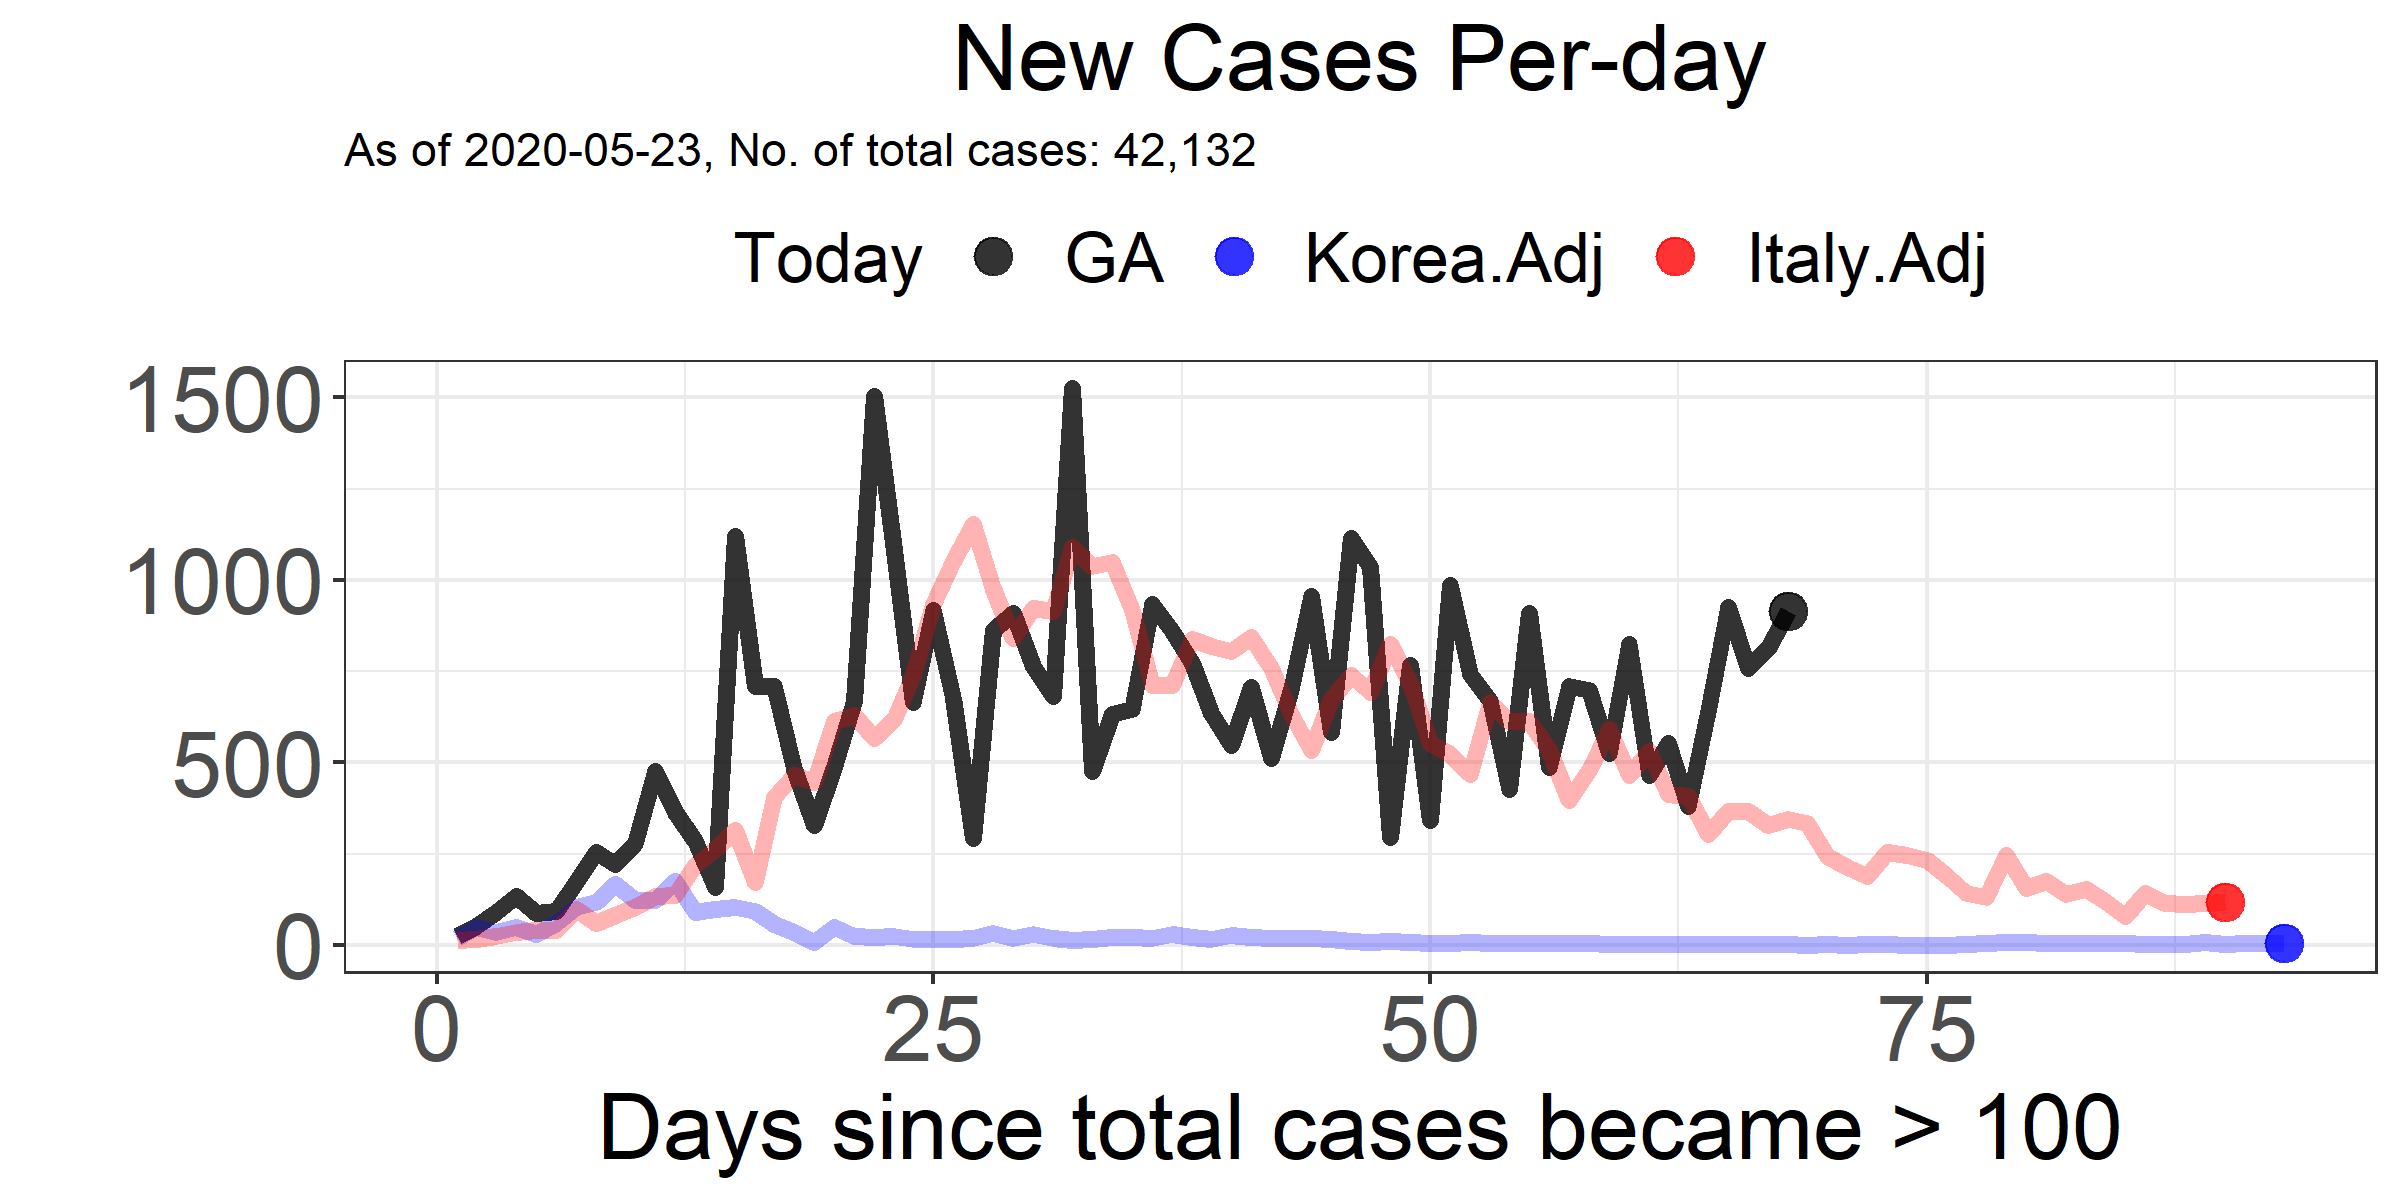 New Cases Per-day
As of 2020-05-23, No. of total cases: 42,132
Today GA Korea.Adj Italy.Adj
1500
1000
500
0
0 25 50 75
Days since total cases became > 100